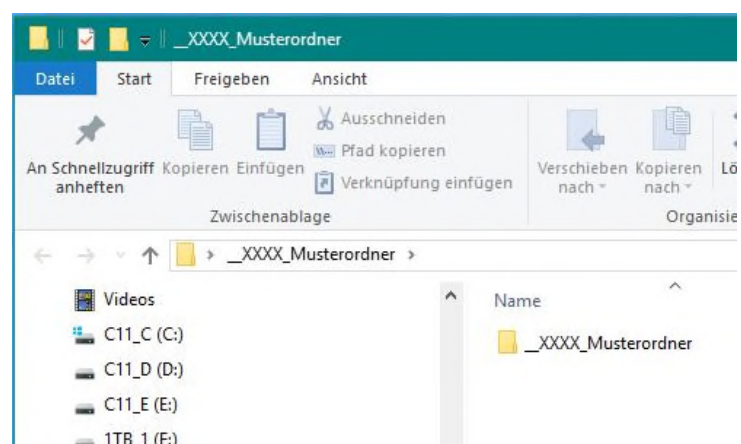 __XXXX_Musterordner
Datei Start Freigeben Ansicht
An Schnellzugriff anheften
Kopieren
Einfügen
Ausschneiden
Pfad kopieren
Verknüpfung einfügen
Verschieben nach
Kopieren nach
Zwischenablage
__XXXX_Musterordner
Videos
C11_C (C:)
C11_D (D:)
C11_E (E:)
Name
__XXXX_Musterordner